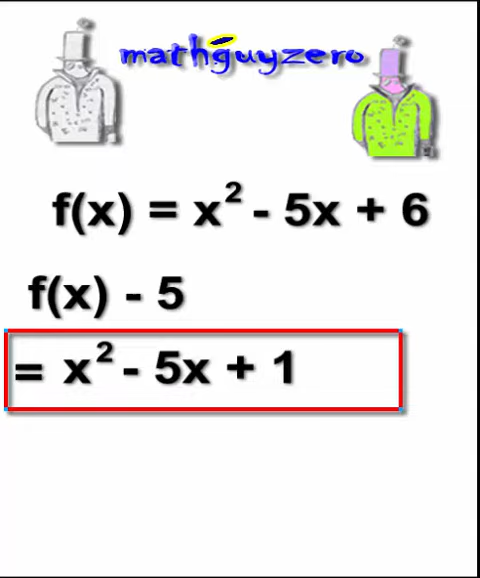 mathguyzero
f(x) = x² - 5x + 6
f(x) - 5
= x² - 5x + 1